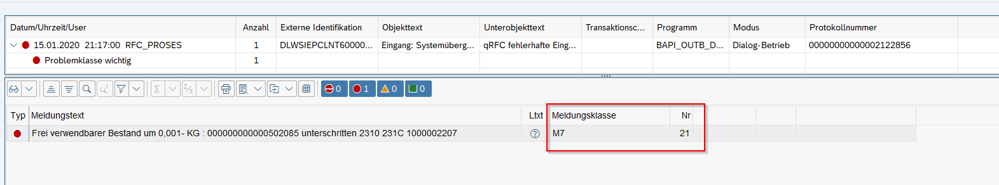 Datum/Uhrzeit/User Anzahl Externe Identifikation Objekttext Unterobjekttext Transaktionsc... Programm Modus Protokollnummer
15.01.2020 21:17:00 RFC_PROSES 1 DLWSIEPCLNT60000... Eingang: Systemüberg... qRFC fehlerhafte Eing... BAPI_OUTB_D... Dialog-Betrieb 00000000000002122856
Problemklasse wichtig 1
STOP 0 1 0 0
Typ Meldungstext Ltxt Meldungsklasse Nr
Frei verwendbarer Bestand um 0,001- KG : 000000000000502085 unterschritten 2310 231C 1000002207 M7 21